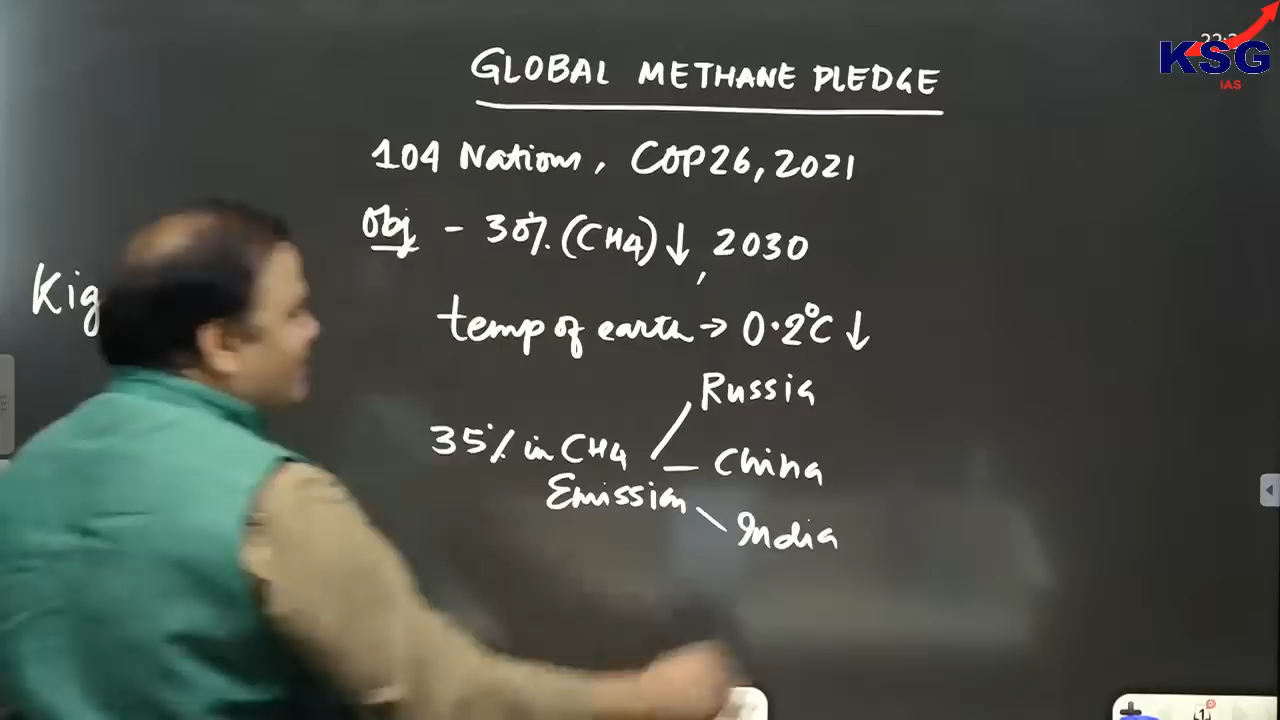 KSG
IAS
GLOBAL METHANE PLEDGE
104 Nations, COP26, 2021
Obj - 30% (CH4) ↓, 2030
temp of earth → 0.2°C ↓
35% in CH4 Emission
Russia
China
India
Kig